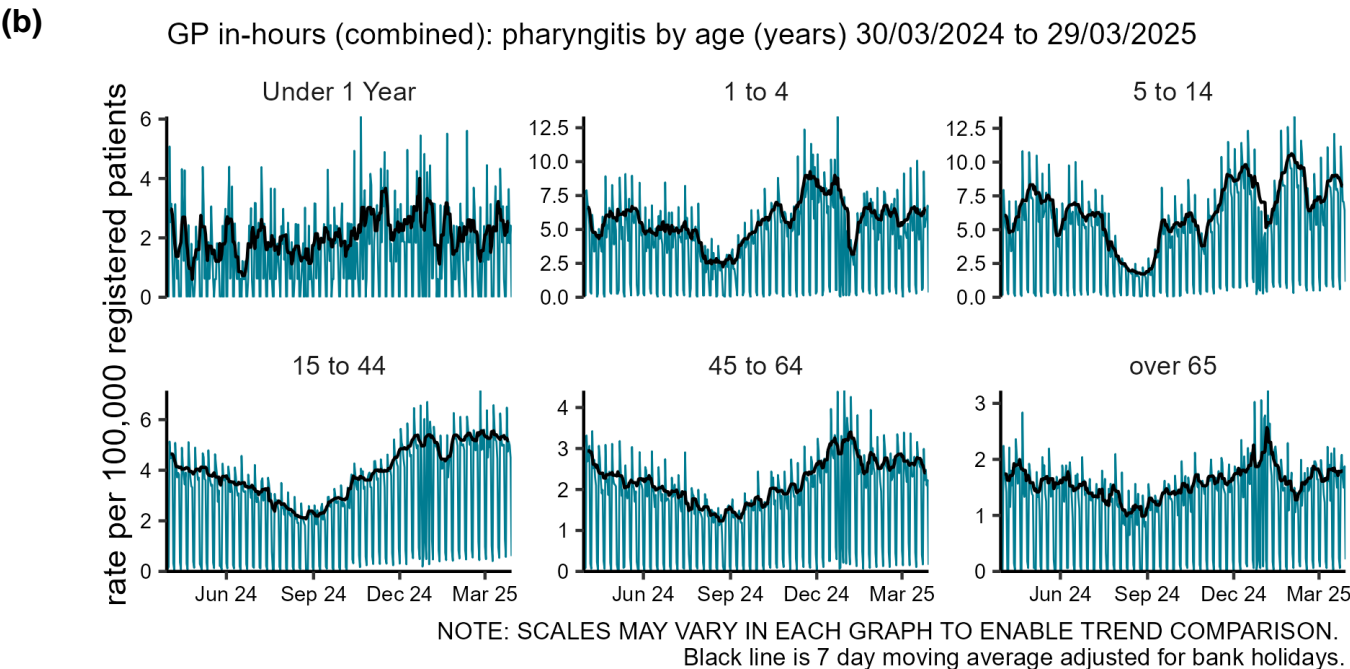 (b)
GP in-hours (combined): pharyngitis by age (years) 30/03/2024 to 29/03/2025
rate per 100,000 registered patients
Under 1 Year
6
4
2
0
1 to 4
12.5
10.0
7.5
5.0
2.5
0.0
5 to 14
12.5
10.0
7.5
5.0
2.5
0.0
15 to 44
6
4
2
0
Jun 24 Sep 24 Dec 24 Mar 25
45 to 64
4
3
2
1
0
Jun 24 Sep 24 Dec 24 Mar 25
over 65
3
2
1
0
Jun 24 Sep 24 Dec 24 Mar 25
NOTE: SCALES MAY VARY IN EACH GRAPH TO ENABLE TREND COMPARISON.
Black line is 7 day moving average adjusted for bank holidays.